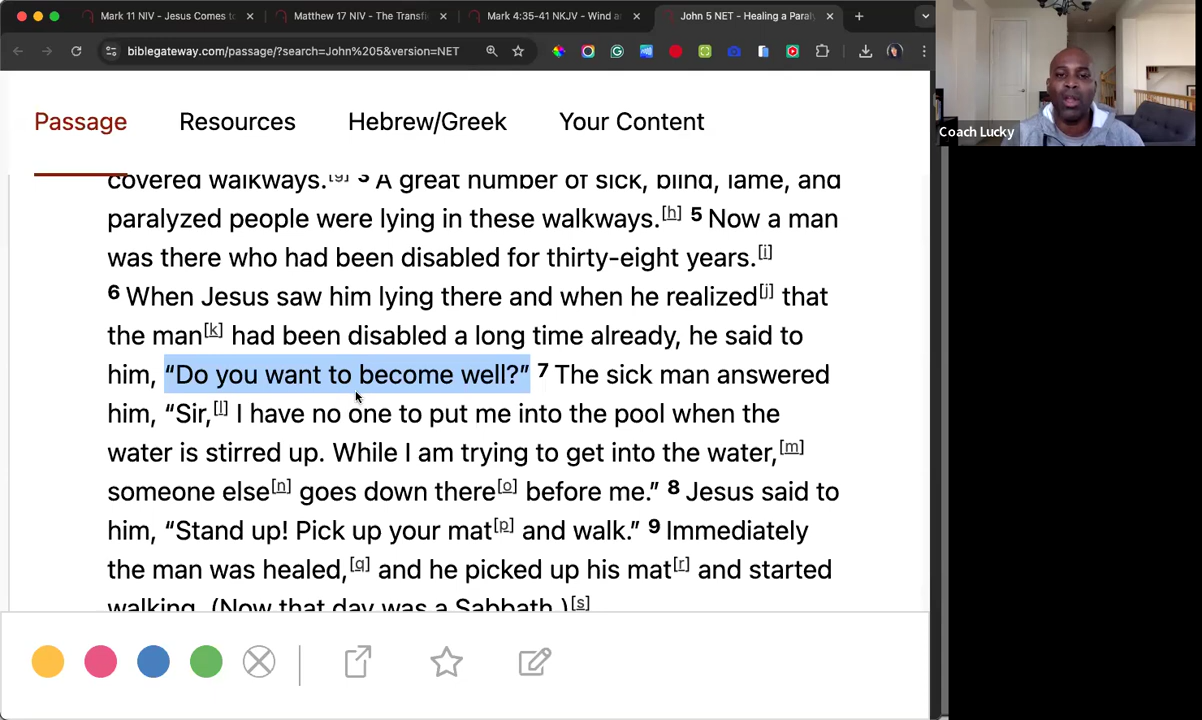 Mark 11 NIV - Jesus Comes to
Matthew 17 NIV - The Transfi
Mark 4:35-41 NKJV - Wind a
John 5 NET - Healing a Paral
biblegateway.com/passage/?search=John%205&version=NET
Coach Lucky
Passage Resources Hebrew/Greek Your Content
covered walkways.[g] 3 A great number of sick, blind, lame, and
paralyzed people were lying in these walkways.[h] 5 Now a man
was there who had been disabled for thirty-eight years.[i]
6 When Jesus saw him lying there and when he realized[j] that
the man[k] had been disabled a long time already, he said to
him, “Do you want to become well?” 7 The sick man answered
him, “Sir,[l] I have no one to put me into the pool when the
water is stirred up. While I am trying to get into the water,[m]
someone else[n] goes down there[o] before me.” 8 Jesus said to
him, “Stand up! Pick up your mat[p] and walk.” 9 Immediately
the man was healed,[q] and he picked up his mat[r] and started
walking. (Now that day was a Sabbath.)[s]